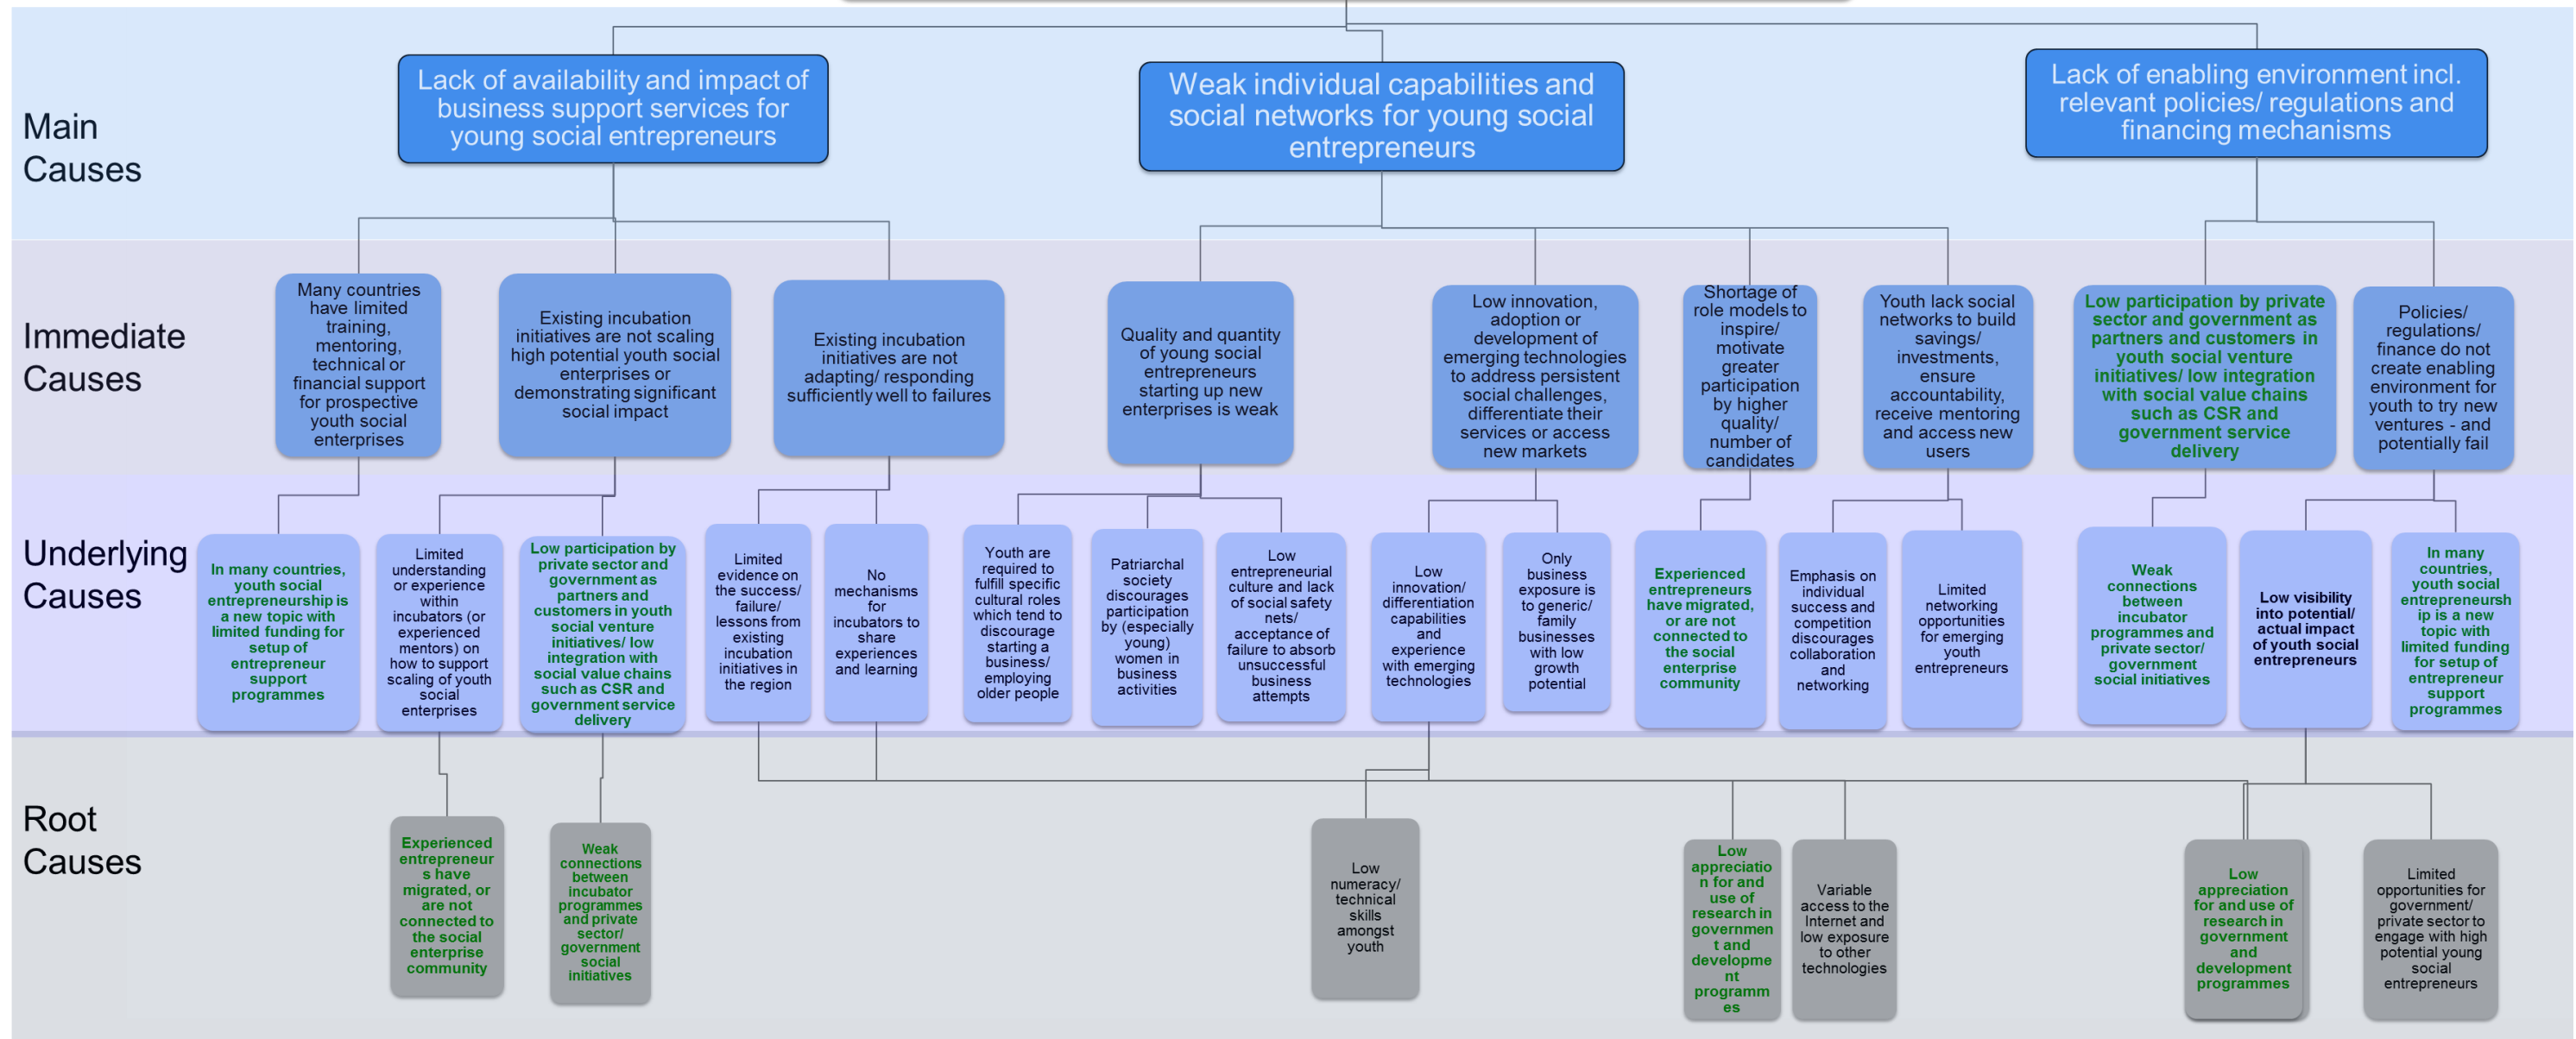 Main
Causes
Lack of availability and impact of
business support services for
young social entrepreneurs
Weak individual capabilities and
social networks for young social
entrepreneurs
Lack of enabling environment incl.
relevant policies/ regulations and
financing mechanisms
Immediate
Causes
Many countries
have limited
training,
mentoring,
technical or
financial support
for prospective
youth social
enterprises
Existing incubation
initiatives are not scaling
high potential youth social
enterprises or
demonstrating significant
social impact
Existing incubation
initiatives are not
adapting/ responding
sufficiently well to failures
Quality and quantity
of young social
entrepreneurs
starting up new
enterprises is weak
Low innovation,
adoption or
development of
emerging technologies
to address persistent
social challenges,
differentiate their
services or access
new markets
Shortage of
role models to
inspire/
motivate
greater
participation
by higher
quality/
number of
candidates
Youth lack social
networks to build
savings/
investments,
ensure
accountability,
receive mentoring
and access new
users
Low participation by private
sector and government as
partners and customers in
youth social venture
initiatives/ low integration
with social value chains
such as CSR and
government service
delivery
Policies/
regulations/
finance do not
create enabling
environment for
youth to try new
ventures - and
potentially fail
Underlying
Causes
In many countries,
youth social
entrepreneurship is
a new topic with
limited funding for
setup of
entrepreneur
support
programmes
Limited
understanding
or experience
within
incubators (or
experienced
mentors) on
how to support
scaling of youth
social
enterprises
Low participation by
private sector and
government as
partners and
customers in youth
social venture
initiatives/ low
integration with
social value chains
such as CSR and
government service
delivery
Limited
evidence on
the success/
failure/
lessons from
existing
incubation
initiatives in
the region
No
mechanisms
for
incubators to
share
experiences
and learning
Youth are
required to
fulfill specific
cultural roles
which tend to
discourage
starting a
business/
employing
older people
Patriarchal
society
discourages
participation
by (especially
young)
women in
business
activities
Low
entrepreneurial
culture and lack
of social safety
nets/
acceptance of
failure to absorb
unsuccessful
business
attempts
Low
innovation/
differentiation
capabilities
and
experience
with emerging
technologies
Only
business
exposure is
to generic/
family
businesses
with low
growth
potential
Experienced
entrepreneurs
have migrated,
or are not
connected to
the social
enterprise
community
Emphasis on
individual
success and
competition
discourages
collaboration
and
networking
Limited
networking
opportunities
for emerging
youth
entrepreneurs
Weak
connections
between
incubator
programmes and
private sector/
government
social initiatives
Low visibility
into potential/
actual impact
of youth social
entrepreneurs
In many
countries,
youth social
entrepreneursh
ip is a new
topic with
limited funding
for setup of
entrepreneur
support
programmes
Root
Causes
Experienced
entrepreneur
s have
migrated, or
are not
connected to
the social
enterprise
community
Weak
connections
between
incubator
programmes
and private
sector/
government
social
initiatives
Low
numeracy/
technical
skills
amongst
youth
Low
appreciatio
n for and
use of
research in
governmen
t and
developme
nt
programm
es
Variable
access to the
Internet and
low exposure
to other
technologies
Low
appreciation
for and use of
research in
government
and
development
programmes
Limited
opportunities for
government/
private sector to
engage with high
potential young
social
entrepreneurs